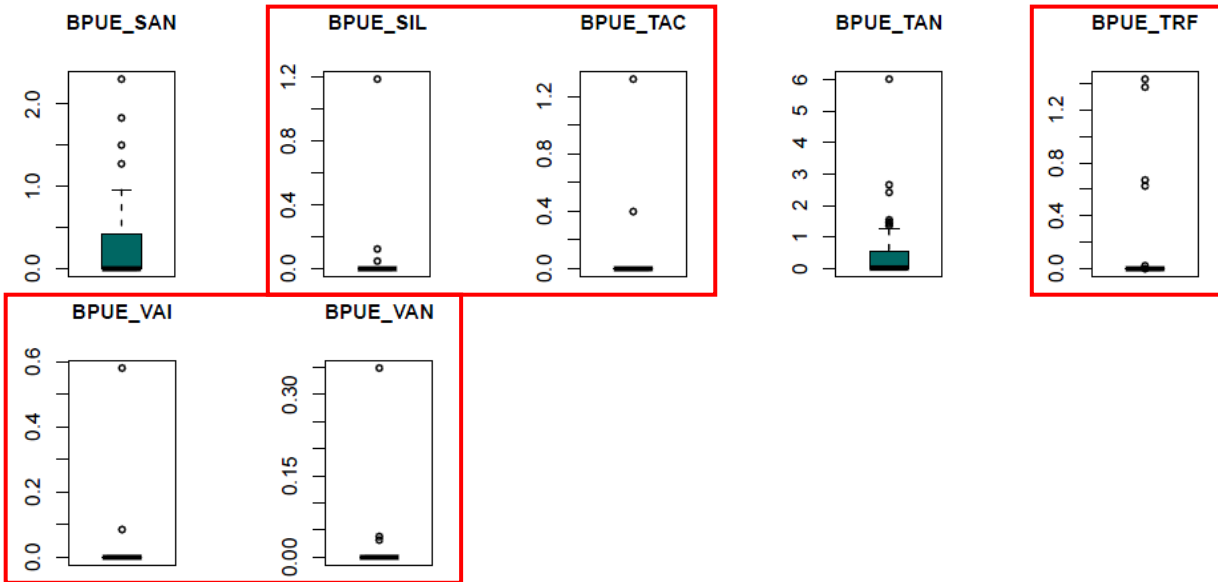 BPUE_SAN BPUE_SIL BPUE_TAC BPUE_TAN BPUE_TRF
0.0 1.0 2.0
0.0 0.4 0.8 1.2
0.0 0.4 0.8 1.2
0 1 2 3 4 5 6
0.0 0.4 0.8 1.2
BPUE_VAI BPUE_VAN
0.0 0.2 0.4 0.6
0.00 0.15 0.30